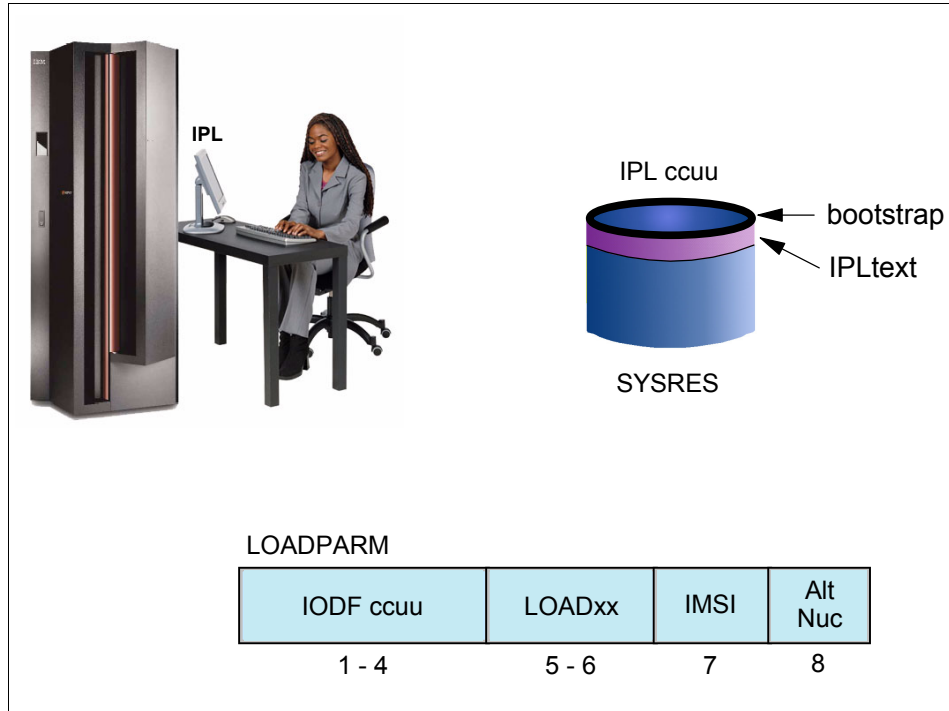 IBM
IPL
IPL ccuu
bootstrap
IPLtext
SYSRES
LOADPARM
IODF ccuu
LOADxx
IMSI
Alt
Nuc
1 - 4
5 - 6
7
8